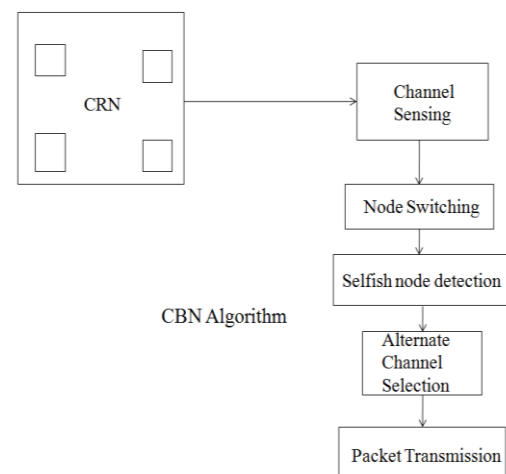 CRN
Channel
Sensing
Node Switching
Selfish node detection
CBN Algorithm
Alternate
Channel
Selection
Packet Transmission